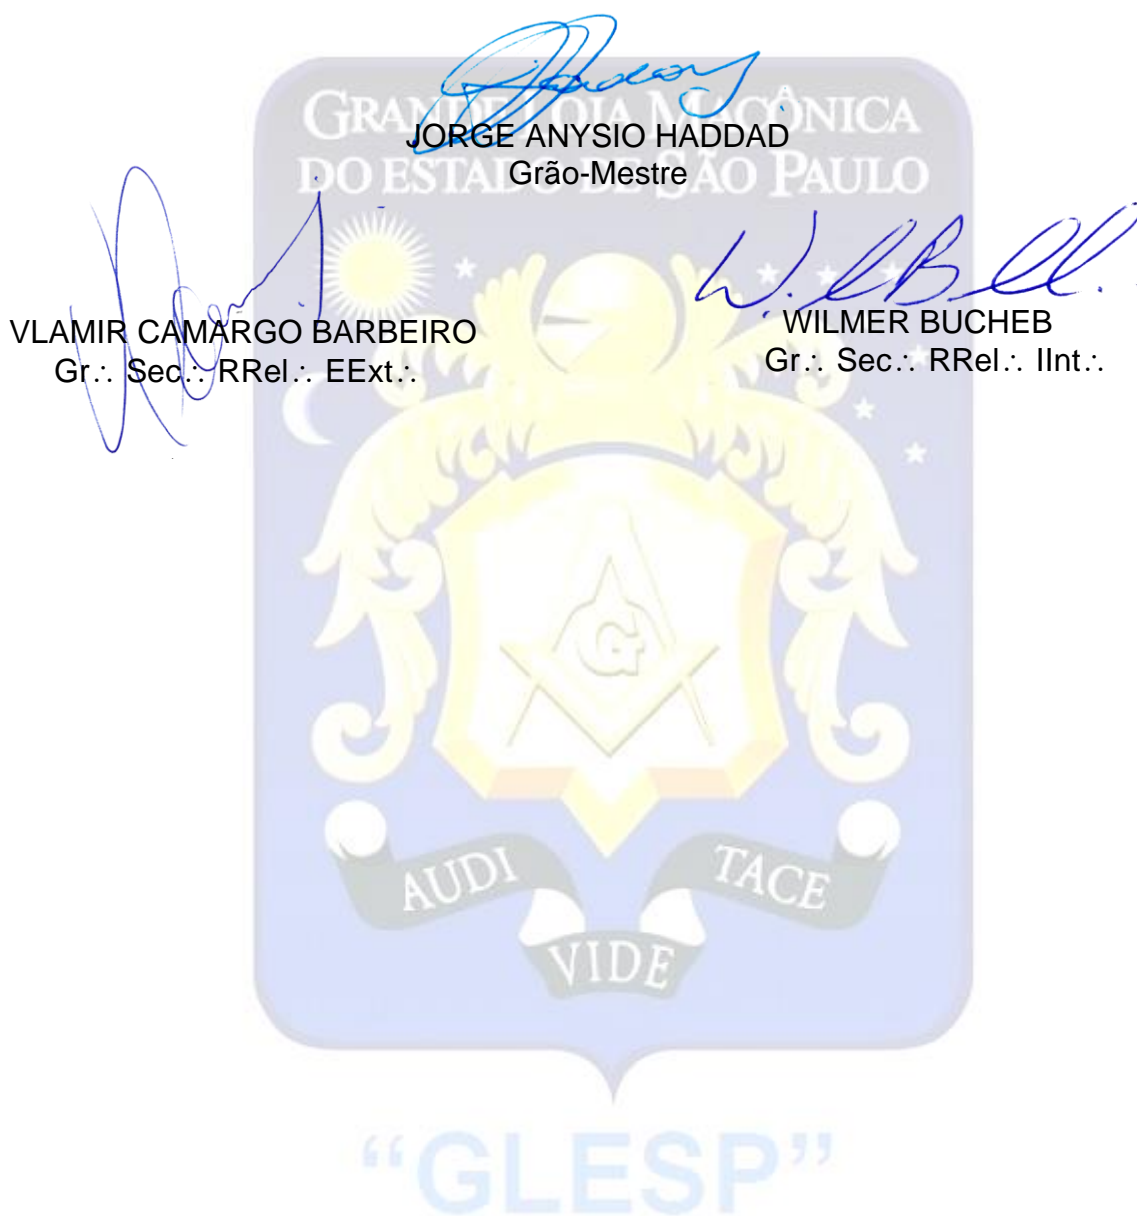 GRANDE LOJA MAÇÔNICA
DO ESTADO DE SÃO PAULO
JORGE ANYSIO HADDAD
Grão-Mestre
VLAMIR CAMARGO BARBEIRO
Gr∴ Sec∴ RRel∴ EExt∴
WILMER BUCHEB
Gr∴ Sec∴ RRel∴ IInt∴
G
AUDI
VIDE
TACE
“GLESP”